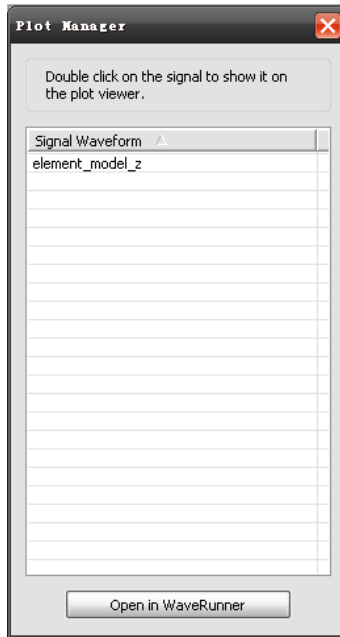 Plot Manager
Double click on the signal to show it on
the plot viewer.
Signal Waveform
element_model_z
Open in WaveRunner